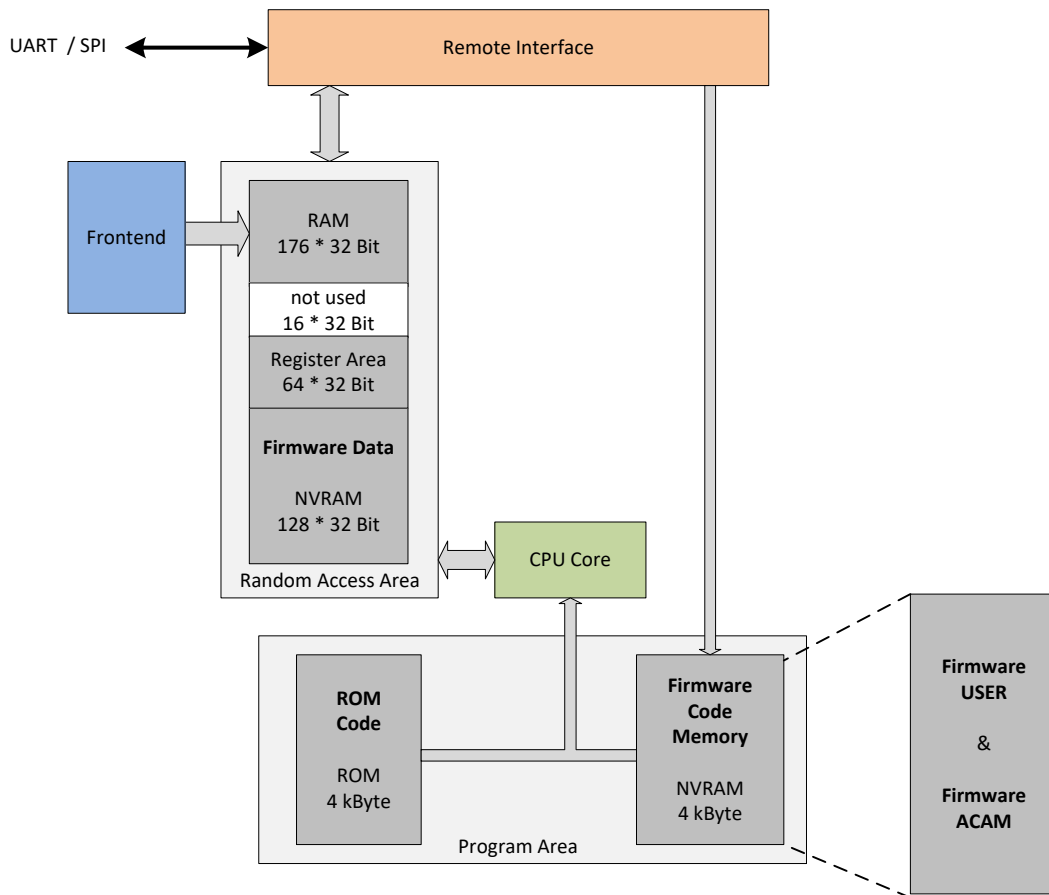 UART / SPI
Remote Interface
Frontend
RAM
176 * 32 Bit
not used
16 * 32 Bit
Register Area
64 * 32 Bit
Firmware Data
NVRAM
128 * 32 Bit
Random Access Area
CPU Core
ROM
Code
ROM
4 kByte
Firmware
Code
Memory
NVRAM
4 kByte
Program Area
Firmware
USER
&
Firmware
ACAM